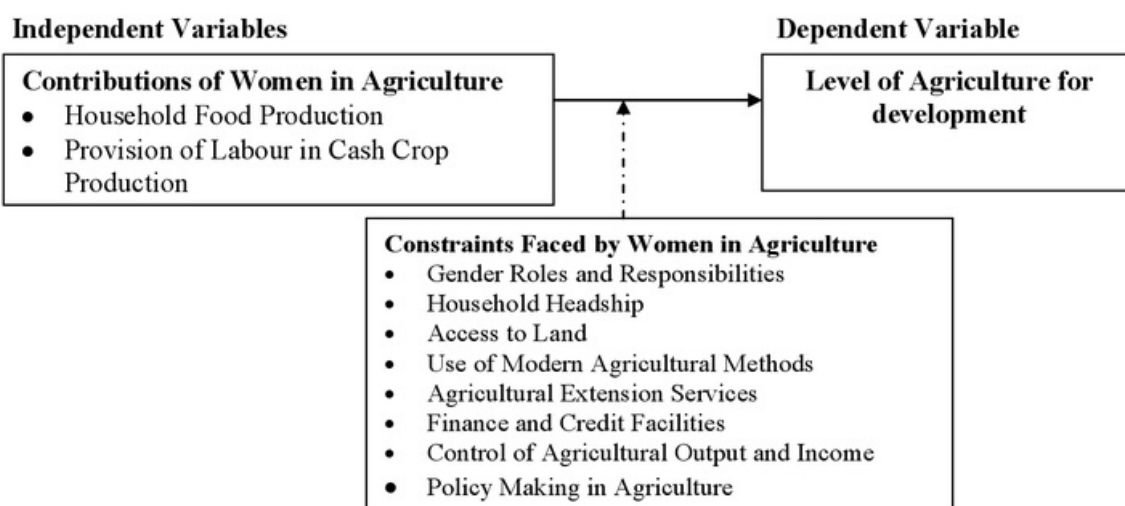 Independent Variables
Dependent Variable
Contributions of Women in Agriculture
• Household Food Production
• Provision of Labour in Cash Crop
Production
Level of Agriculture for
development
Constraints Faced by Women in Agriculture
• Gender Roles and Responsibilities
• Household Headship
• Access to Land
• Use of Modern Agricultural Methods
• Agricultural Extension Services
• Finance and Credit Facilities
• Control of Agricultural Output and Income
• Policy Making in Agriculture